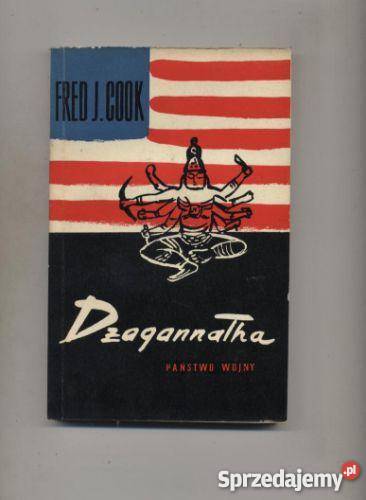 FRED J. COOK
Dżagannatha
PAŃSTWO WOJNY
Sprzedajemy.pl